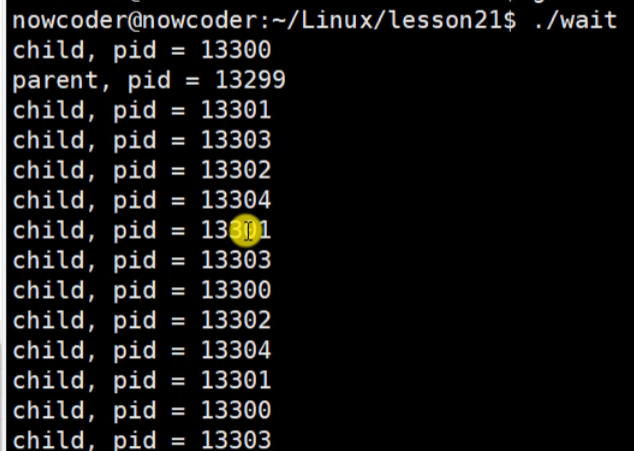 nowcoder@nowcoder:~/Linux/lesson21$ ./wait
child, pid = 13300
parent, pid = 13299
child, pid = 13301
child, pid = 13303
child, pid = 13302
child, pid = 13304
child, pid = 13301
child, pid = 13303
child, pid = 13300
child, pid = 13302
child, pid = 13304
child, pid = 13301
child, pid = 13300
child, pid = 13303